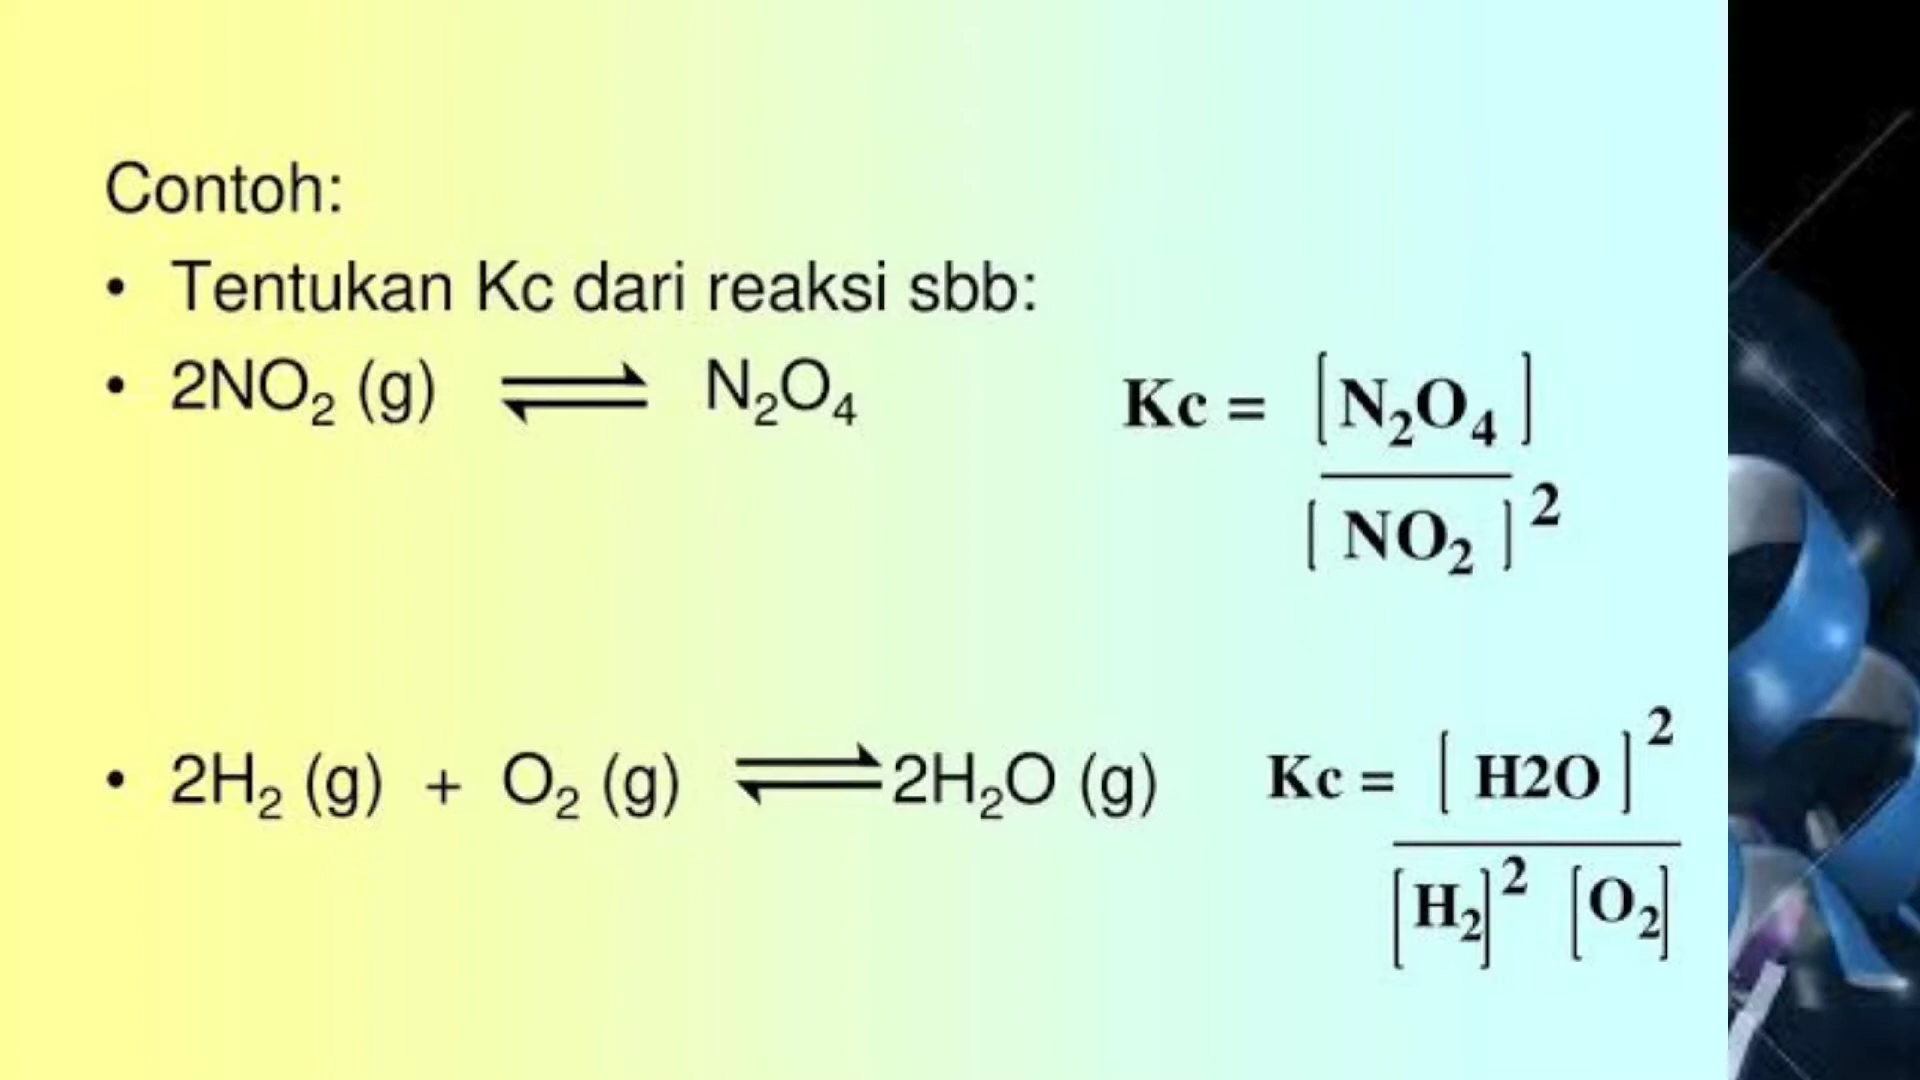 Contoh:
• Tentukan Kc dari reaksi sbb:
• 2NO₂ (g) ⇌ N₂O₄
Kc = [N₂O₄]
[NO₂]²
• 2H₂ (g) + O₂ (g) ⇌ 2H₂O (g)
Kc = [H2O]²
[H₂]² [O₂]